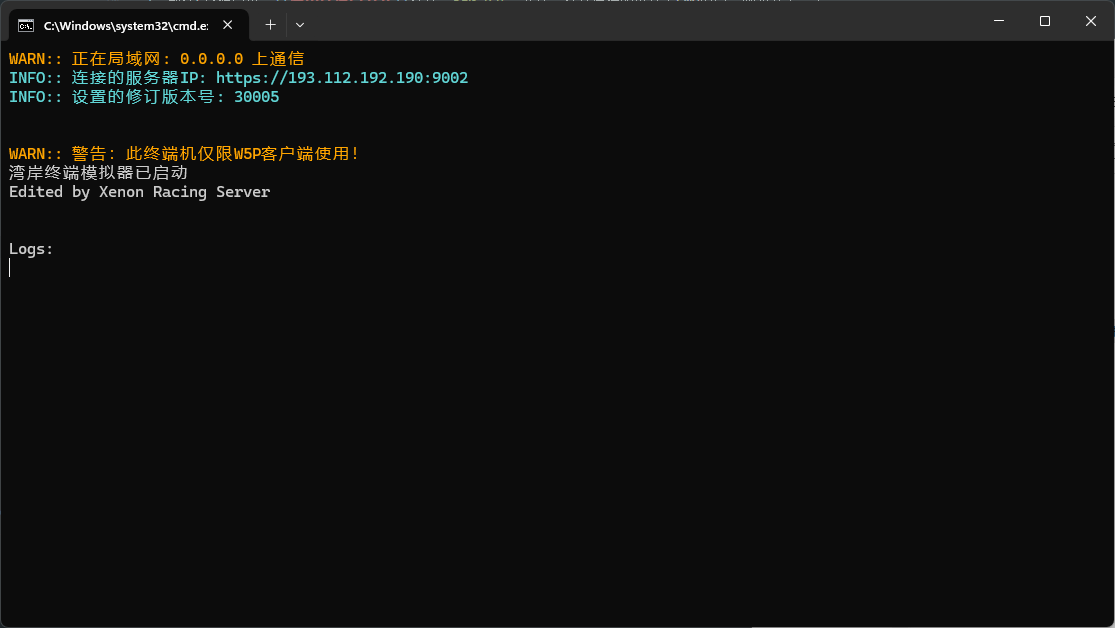 C:\Windows\system32\cmd.e
WARN:: 正在局域网: 0.0.0.0 上通信
INFO:: 连接的服务器IP: https://193.112.192.190:9002
INFO:: 设置的修订版本号: 30005
WARN:: 警告: 此终端机仅限W5P客户端使用!
湾岸终端模拟器已启动
Edited by Xenon Racing Server
Logs: